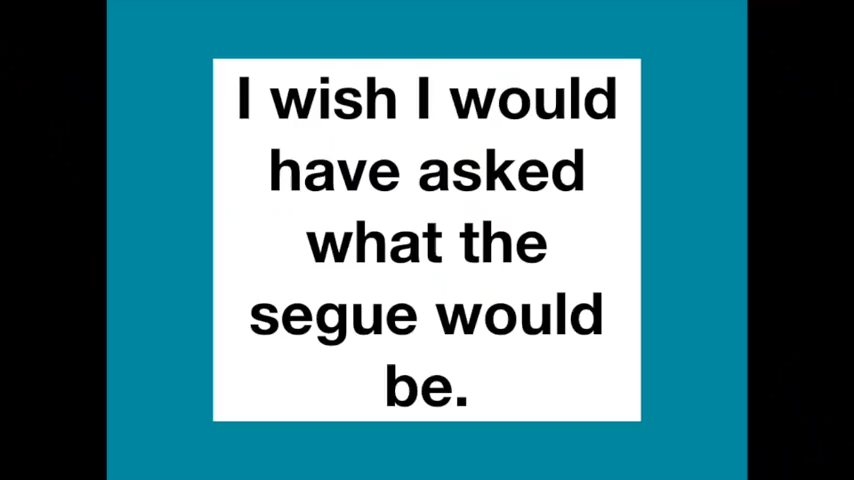 I wish I would
have asked
what the
segue would
be.